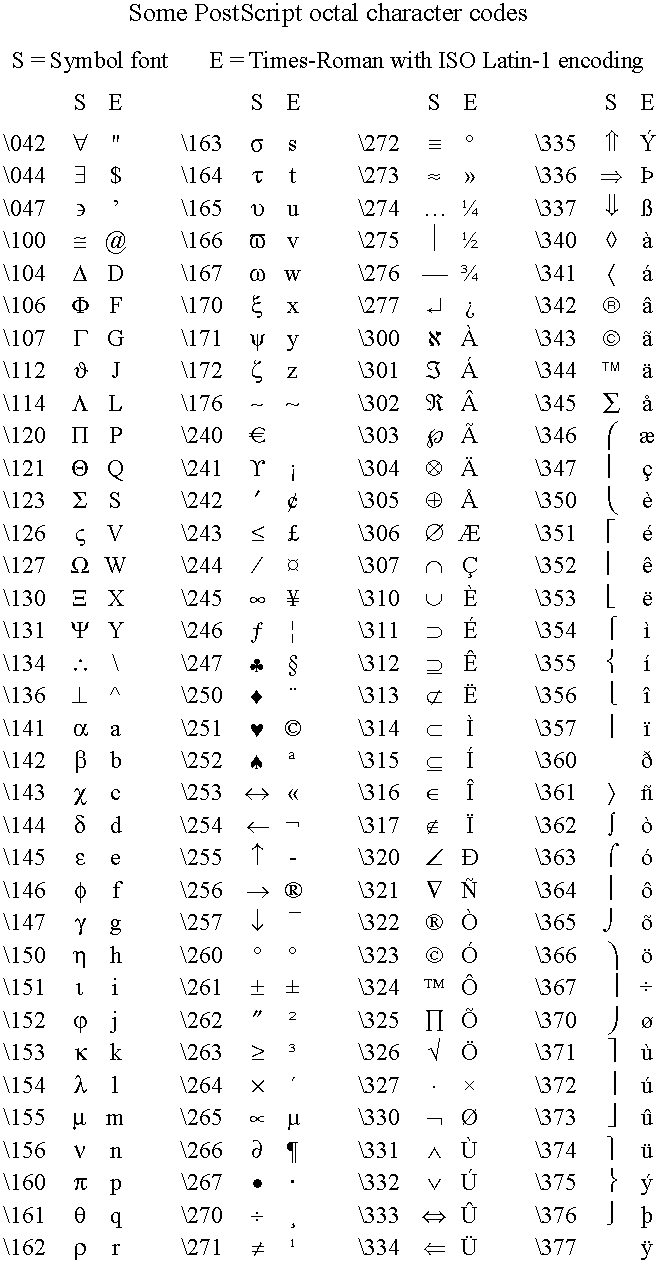 Some PostScript octal character codes
S = Symbol font E = Times-Roman with ISO Latin-1 encoding
S E S E S E S E
\042 ∀ " \163 σ s \272 ≡ ° \335 ⇑ Ý
\044 ∃ $ \164 τ t \273 ≈ » \336 ⇒ Þ
\047 ∍ ’ \165 υ u \274 … ¼ \337 ⇓ ß
\100 ≅ @ \166 ϖ v \275 ⏐ ½ \340 ◊ à
\104 Δ D \167 ω w \276 — ¾ \341 〈 á
\106 Φ F \170 ξ x \277 ↵ ¿ \342 ® â
\107 Γ G \171 ψ y \300 ℵ À \343 © ã
\112 ϑ J \172 ζ z \301 ℑ Á \344 ™ ä
\114 Λ L \176 ~ ~ \302 ℜ Â \345 ∑ å
\120 Π P \240 € \303 ℘ Ã \346 ⎛ æ
\121 Θ Q \241 ϒ ¡ \304 ⊗ Ä \347 ⎜ ç
\123 Σ S \242 ′ ¢ \305 ⊕ Å \350 ⎝ è
\126 ς V \243 ≤ £ \306 ∅ Æ \351 ⎡ é
\127 Ω W \244 ⁄ ¤ \307 ∩ Ç \352 ⎢ ê
\130 Ξ X \245 ∞ ¥ \310 ∪ È \353 ⎣ ë
\131 Ψ Y \246 ƒ ¦ \311 ⊃ É \354 ⎧ ì
\134 ∴ \ \247 ♣ § \312 ⊇ Ê \355 ⎨ í
\136 ⊥ ^ \250 ♦ ¨ \313 ⊄ Ë \356 ⎩ î
\141 α a \251 ♥ © \314 ⊂ Ì \357 ⎪ ï
\142 β b \252 ♠ ª \315 ⊆ Í \360 ð
\143 χ c \253 ↔ « \316 ∈ Î \361 〉 ñ
\144 δ d \254 ← ¬ \317 ∉ Ï \362 ∫ ò
\145 ε e \255 ↑ - \320 ∠ Ð \363 ⌠ ó
\146 φ f \256 → ® \321 ∇ Ñ \364 ⎮ ô
\147 γ g \257 ↓ ¯ \322 ® Ò \365 ⌡ õ
\150 η h \260 ° ° \323 © Ó \366 ⎞ ö
\151 ι i \261 ± ± \324 ™ Ô \367 ⎟ ÷
\152 ϕ j \262 ″ ² \325 ∏ Õ \370 ⎠ ø
\153 κ k \263 ≥ ³ \326 √ Ö \371 ⎤ ù
\154 λ l \264 × ´ \327 ⋅ × \372 ⎥ ú
\155 μ m \265 ∝ µ \330 ¬ Ø \373 ⎦ û
\156 ν n \266 ∂ ¶ \331 ∧ Ù \374 ⎫ ü
\160 π p \267 • · \332 ∨ Ú \375 ⎬ ý
\161 θ q \270 ÷ ¸ \333 ⇔ Û \376 ⎭ þ
\162 ρ r \271 ≠ ¹ \334 ⇐ Ü \377 ÿ